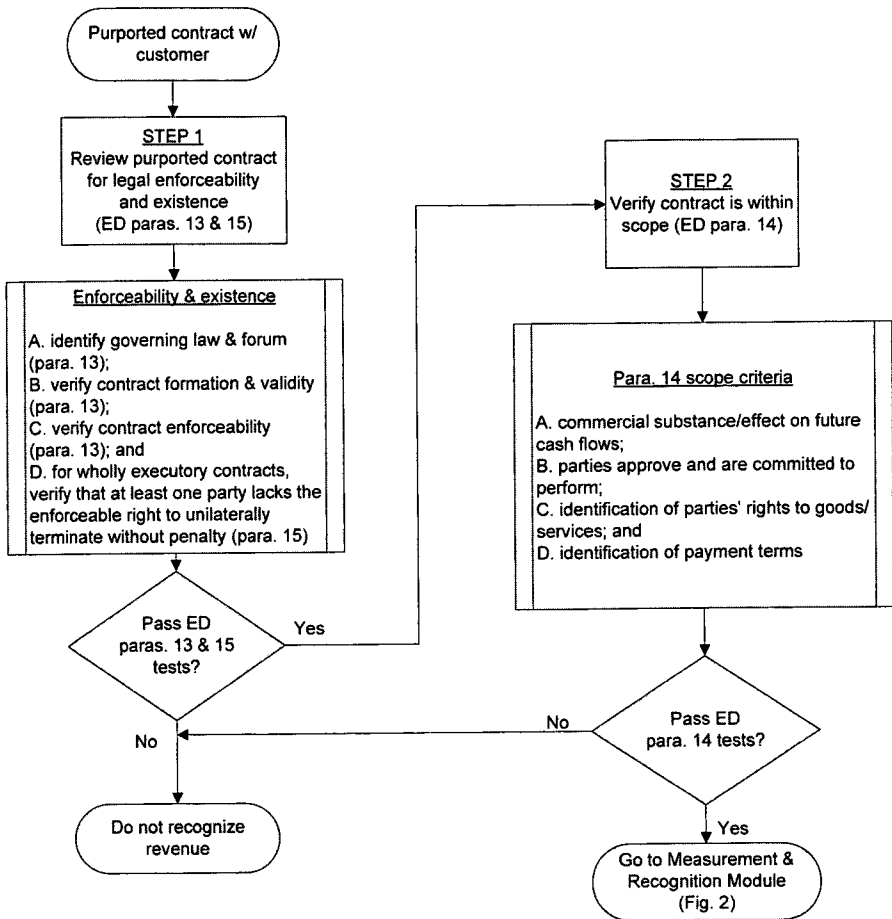 Purported contract w/
customer
STEP 1
Review purported contract
for legal enforceability
and existence
(ED paras. 13 & 15)
Enforceability & existence
A. identify governing law & forum
(para. 13);
B. verify contract formation & validity
(para. 13);
C. verify contract enforceability
(para. 13); and
D. for wholly executory contracts,
verify that at least one party lacks the
enforceable right to unilaterally
terminate without penalty (para. 15)
Pass ED
paras. 13 & 15
tests?
Yes
No
Do not recognize
revenue
STEP 2
Verify contract is within
scope (ED para. 14)
Para. 14 scope criteria
A. commercial substance/effect on future
cash flows;
B. parties approve and are committed to
perform;
C. identification of parties' rights to goods/
services; and
D. identification of payment terms
Pass ED
para. 14 tests?
No
Yes
Go to Measurement &
Recognition Module
(Fig. 2)